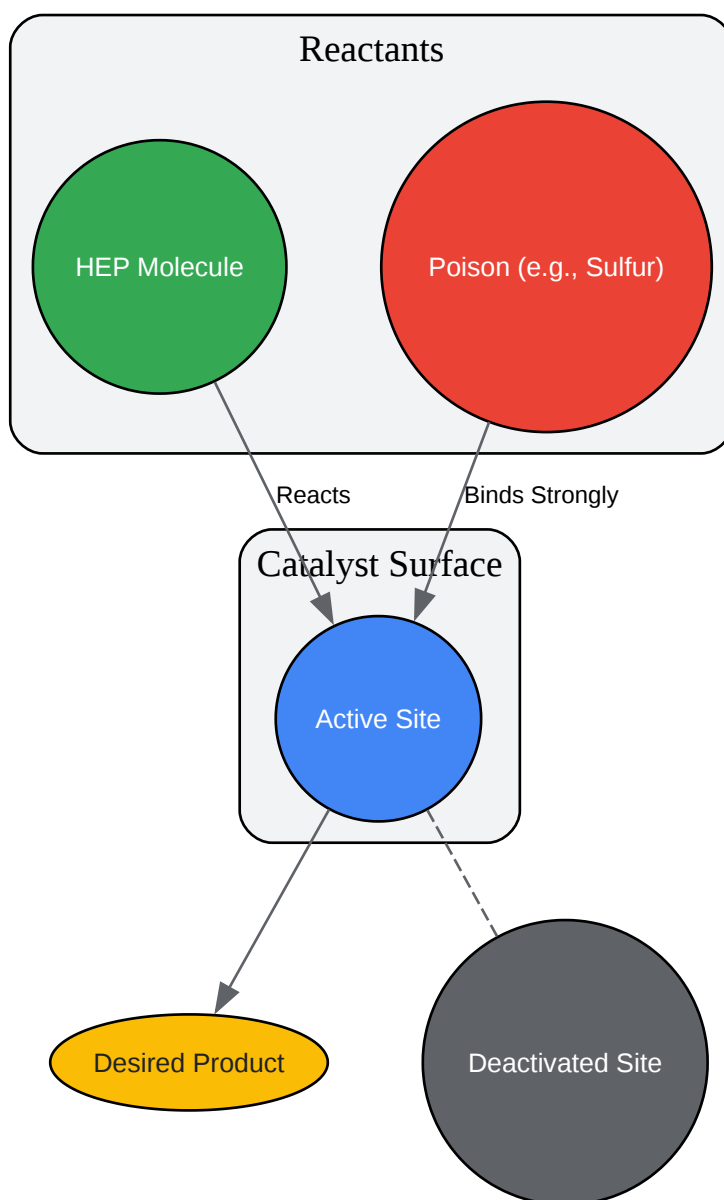 Reactants
HEP Molecule
Poison (e.g., Sulfur)
Reacts
Binds Strongly
Catalyst Surface
Active Site
Desired Product
Deactivated Site